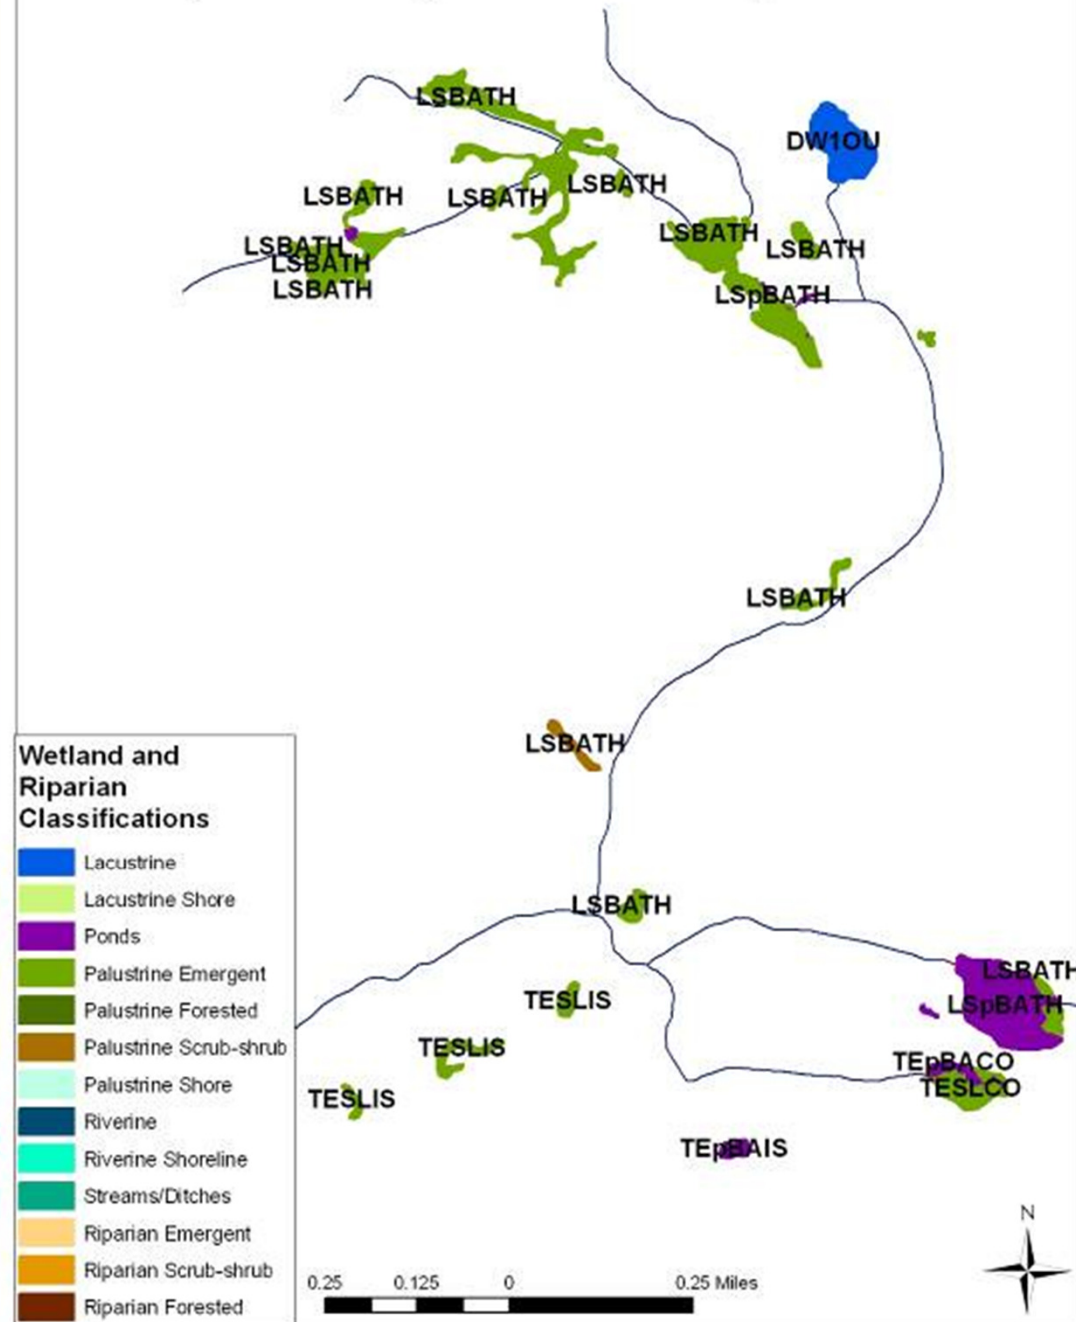 LSBATH
DW1OU
LSBATH
LSBATH
LSBATH
LSBATH
LSBATH
LSBATH
LSBATH
LSBATH
LSpBATH
LSBATH
LSBATH
LSBATH
LSBATH
LSpBATH
TESLIS
TESLIS
TEpBACO
TESLCO
TESLIS
TEpBAIS
Wetland and
Riparian
Classifications
Lacustrine
Lacustrine Shore
Ponds
Palustrine Emergent
Palustrine Forested
Palustrine Scrub-shrub
Palustrine Shore
Riverine
Riverine Shoreline
Streams/Ditches
Riparian Emergent
Riparian Scrub-shrub
Riparian Forested
N
0.25 0.125 0 0.25 Miles